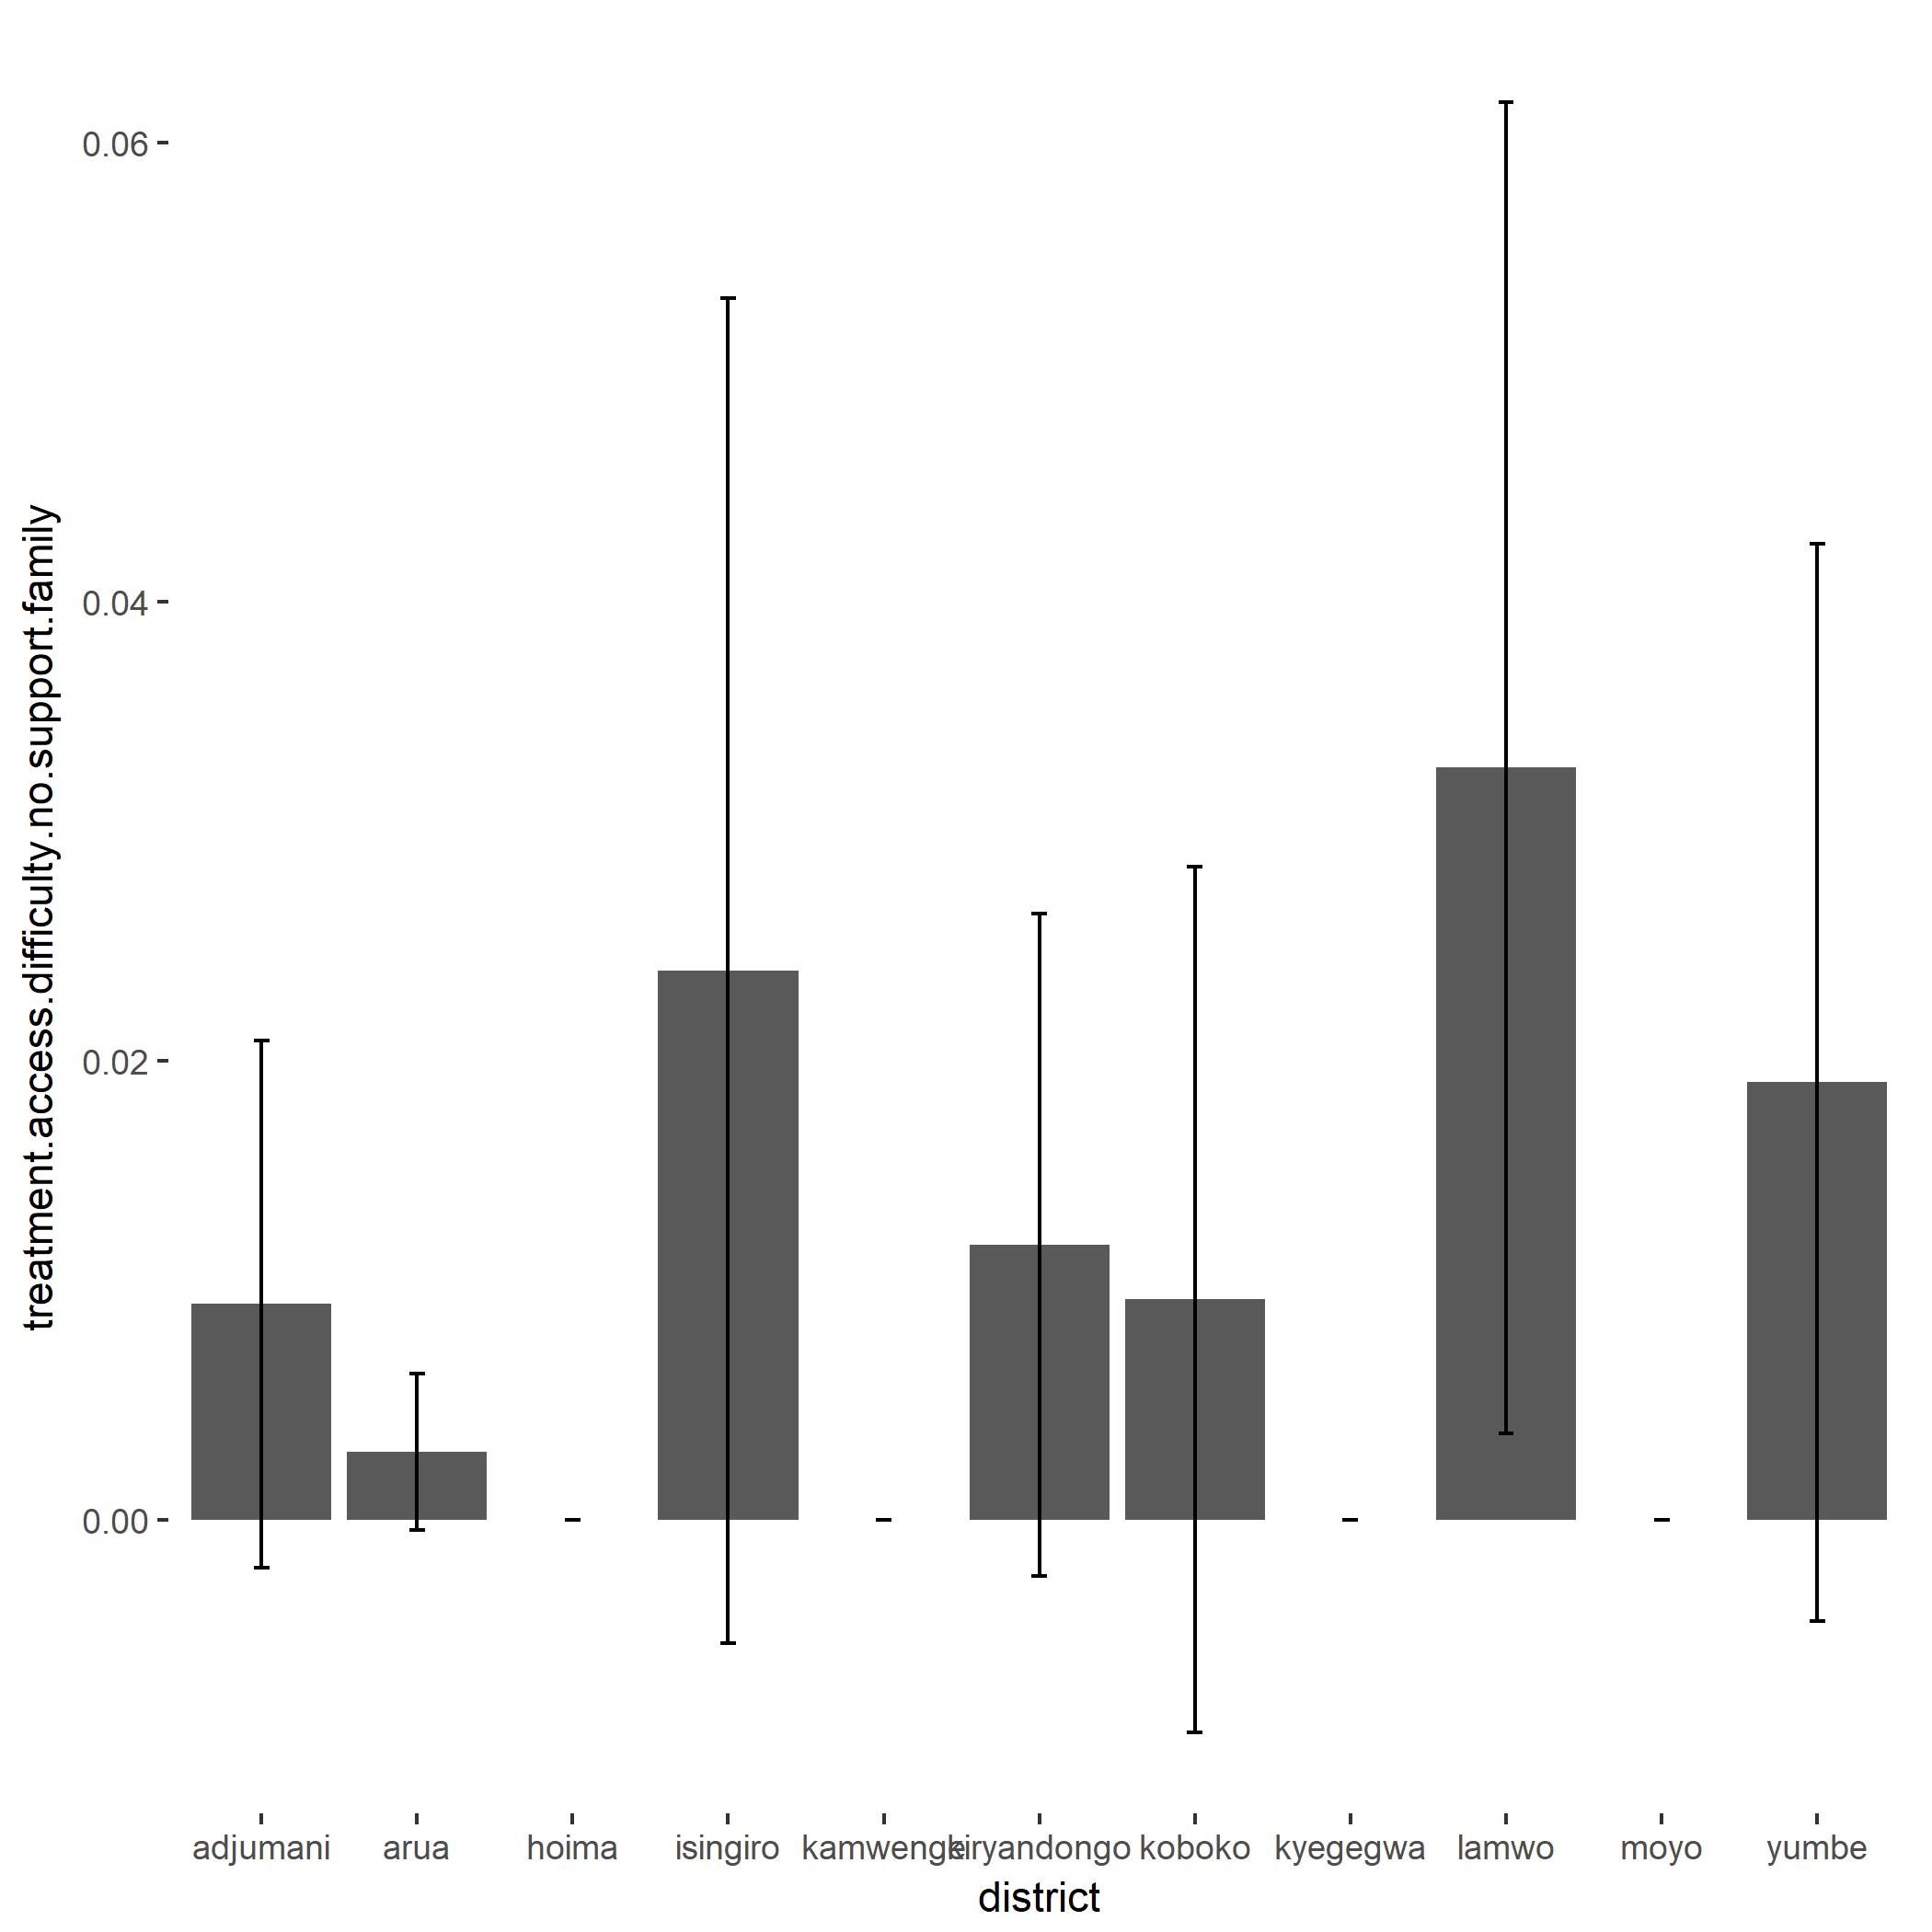 treatment.access.difficulty.no.support.family
0.06
0.04
0.02
0.00
adjumani arua hoima isingiro kamwenge kiryandongo koboko kyegegwa lamwo moyo yumbe
district